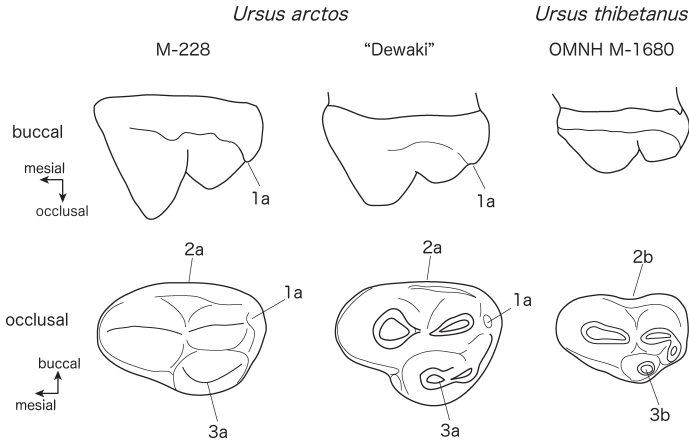 Ursus arctos
Ursus thibetanus
M-228
“Dewaki”
OMNH M-1680
buccal
mesial
occlusal
1a
1a
2a
2a
2b
1a
1a
occlusal
buccal
mesial
3a
3a
3b